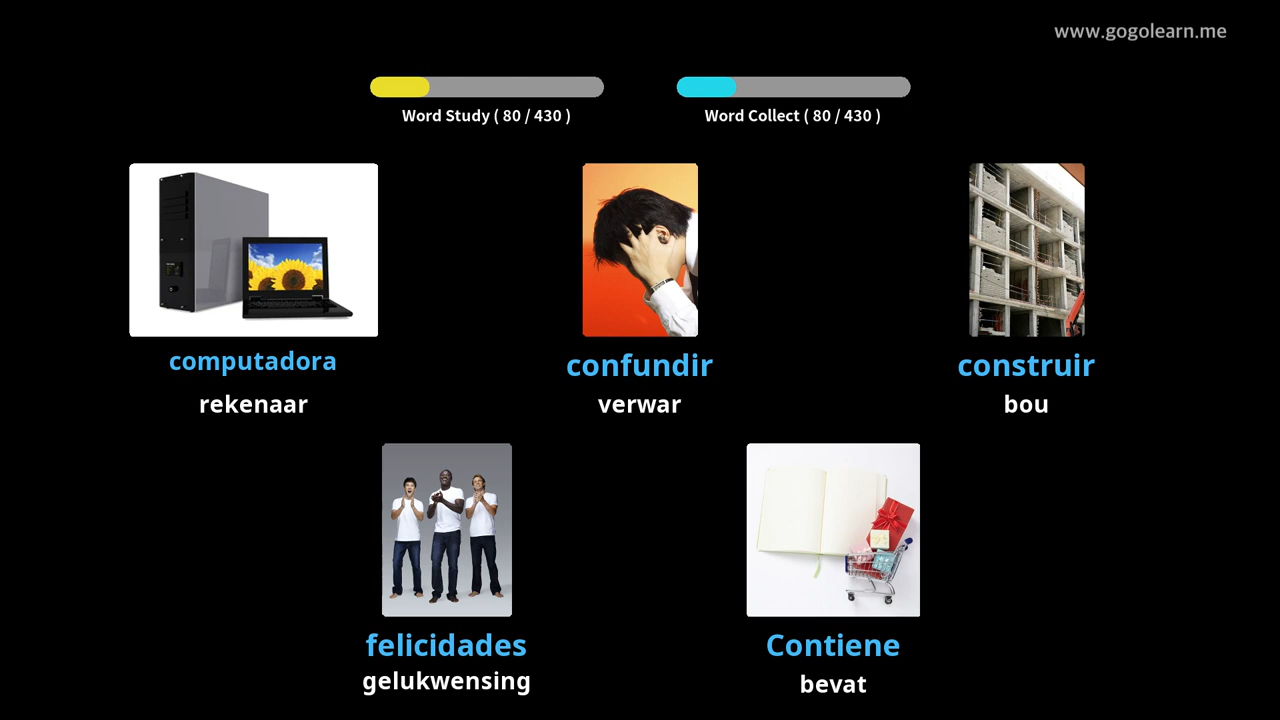 www.gogolearn.me
Word Study ( 80 / 430 )
Word Collect ( 80 / 430 )
computadora
rekenaar
confundir
verwar
construir
bou
felicidades
gelukwensing
Contiene
bevat